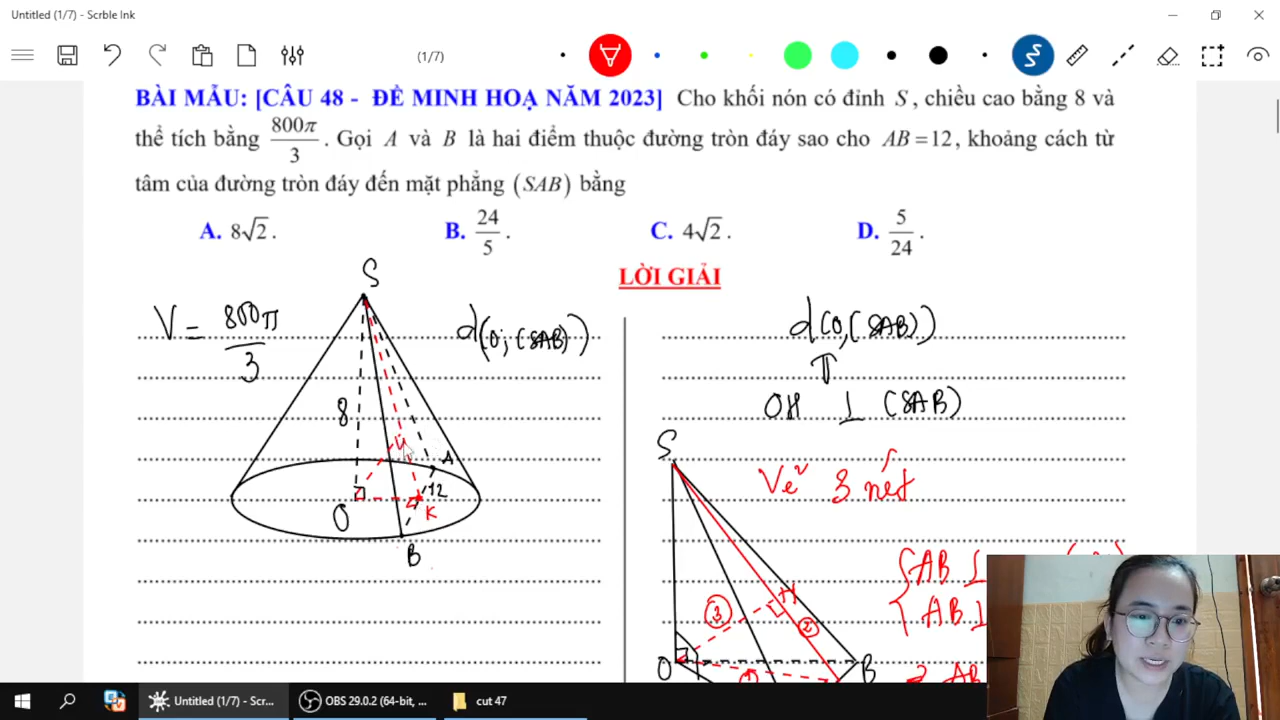 Untitled (1/7) - Scrble Ink
(1/7)
BÀI MẪU: [CÂU 48 - ĐỀ MINH HOẠ NĂM 2023] Cho khối nón có đỉnh S, chiều cao bằng 8 và
thể tích bằng 800π/3. Gọi A và B là hai điểm thuộc đường tròn đáy sao cho AB = 12, khoảng cách từ
tâm của đường tròn đáy đến mặt phẳng (SAB) bằng
A. 8√2. B. 24/5. C. 4√2. D. 5/24.
LỜI GIẢI
S
V = 800π/3
d(O; (SAB))
8
H
A
12
O
K
B
d(O, (SAB))
⇑
OH ⊥ (SAB)
S
Vẽ 3 nét
{AB ⊥
AB ⊥
3
H
2
O
B
1
⇒ AB
Untitled (1/7) - Scr...
OBS 29.0.2 (64-bit, ...
cut 47